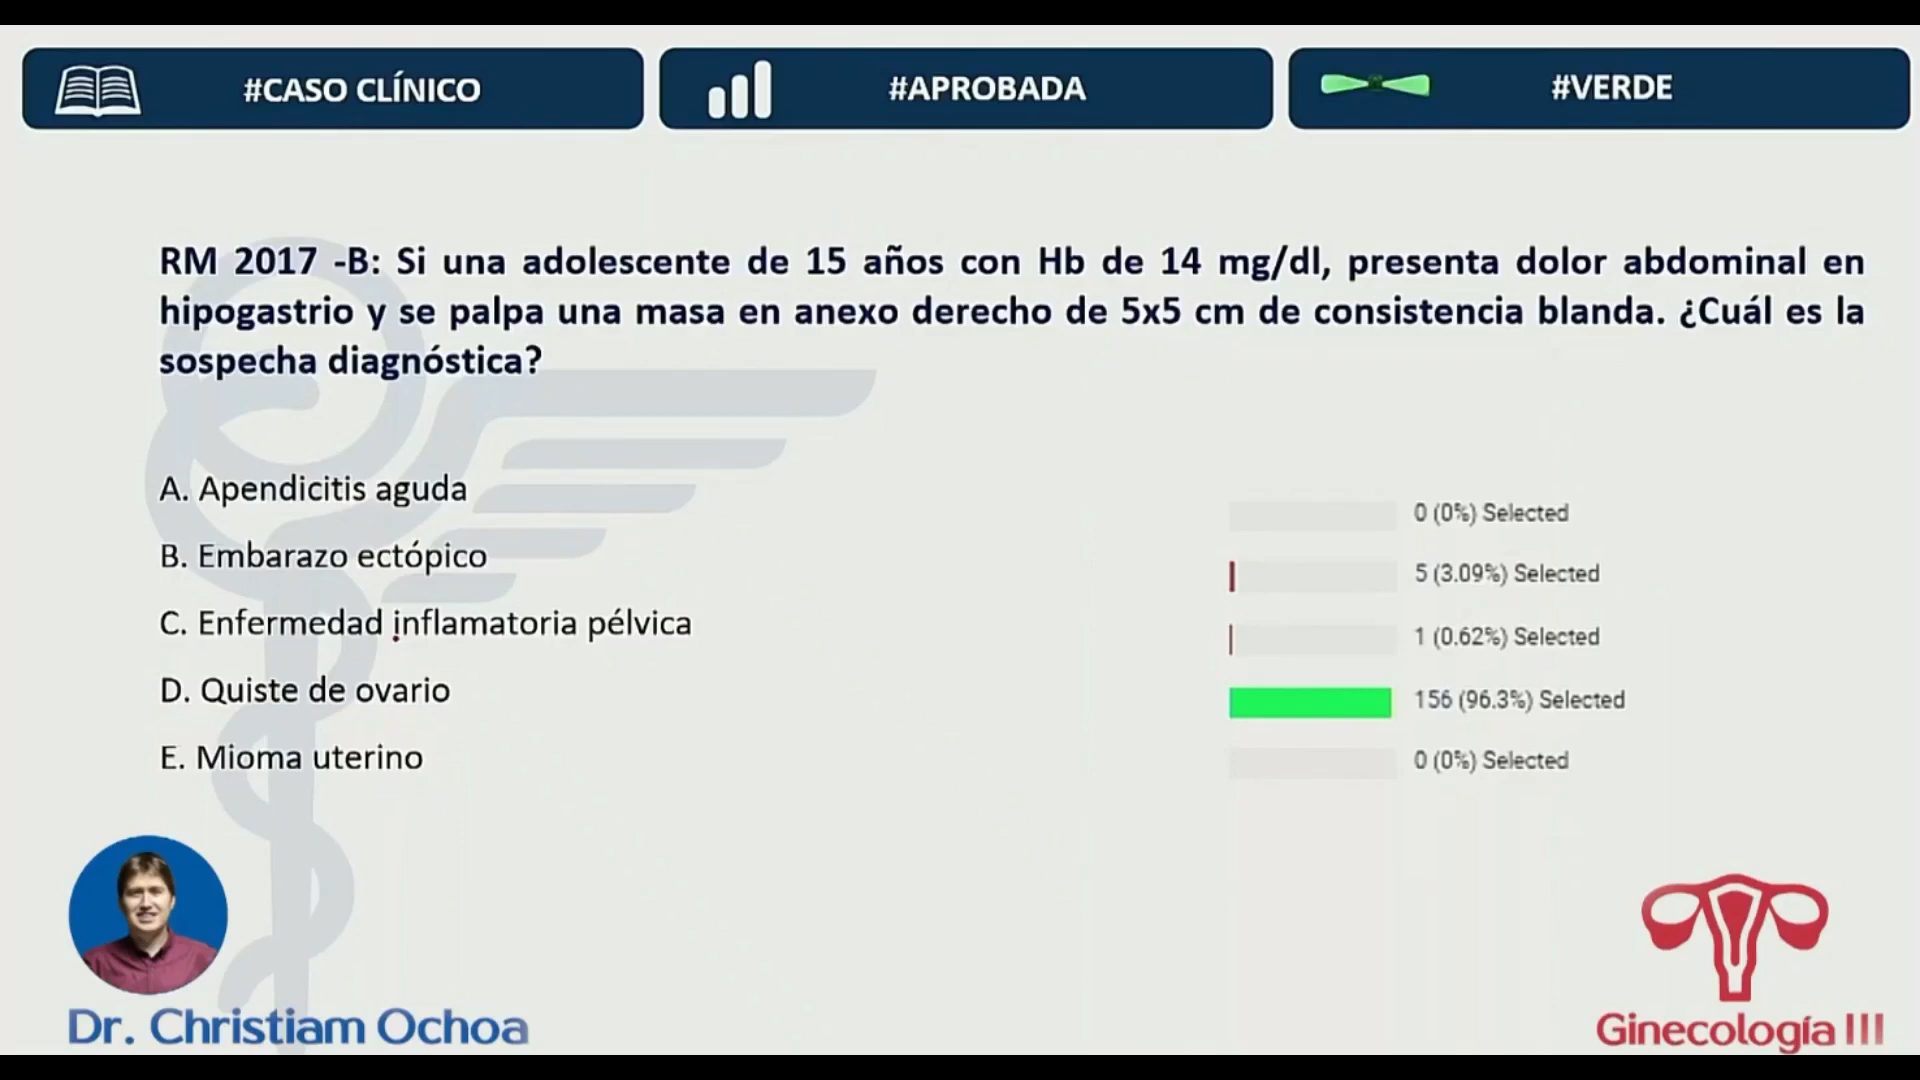 #CASO CLÍNICO
#APROBADA
#VERDE
RM 2017 -B: Si una adolescente de 15 años con Hb de 14 mg/dl, presenta dolor abdominal en
hipogastrio y se palpa una masa en anexo derecho de 5x5 cm de consistencia blanda. ¿Cuál es la
sospecha diagnóstica?
A. Apendicitis aguda
B. Embarazo ectópico
C. Enfermedad inflamatoria pélvica
D. Quiste de ovario
E. Mioma uterino
0 (0%) Selected
5 (3.09%) Selected
1 (0.62%) Selected
156 (96.3%) Selected
0 (0%) Selected
Dr. Christiam Ochoa
Ginecología III